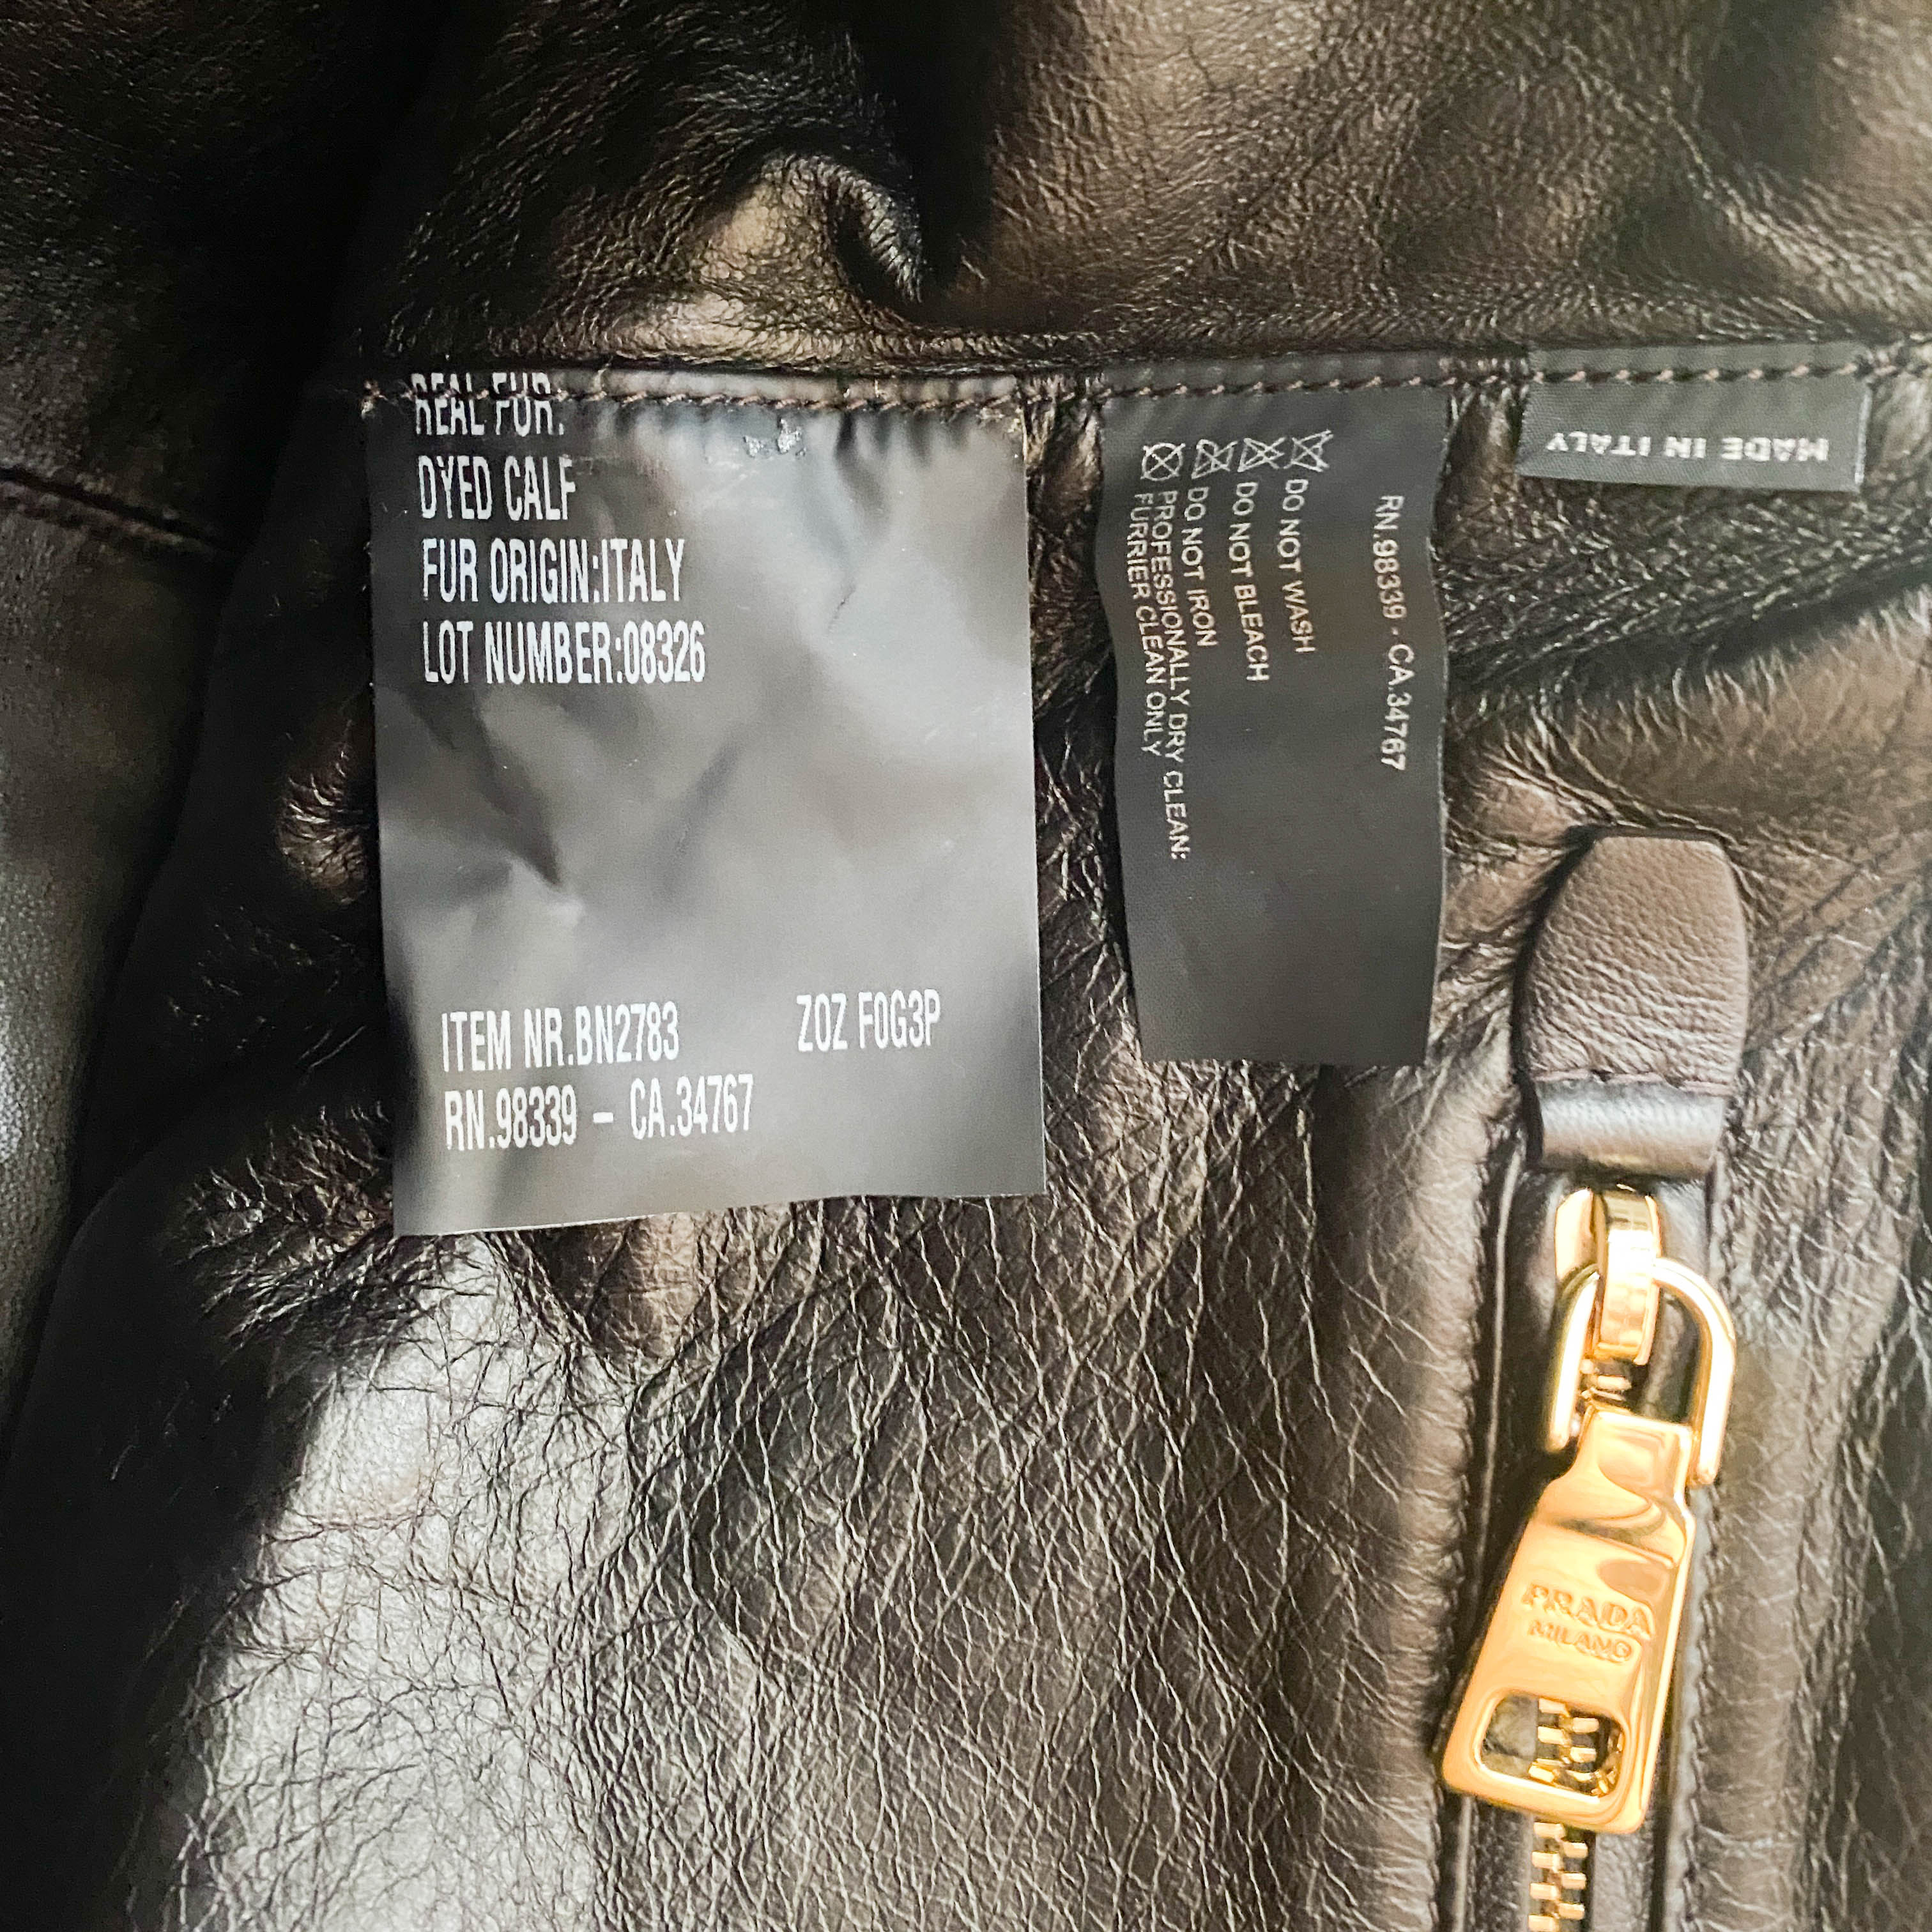 REAL FUR:
DYED CALF
FUR ORIGIN:ITALY
LOT NUMBER:08326
ITEM NR.BN2783 ZOZ F0G3P
RN.98339 – CA.34767
RN.98339 - CA.34767
DO NOT WASH
DO NOT BLEACH
DO NOT IRON
PROFESSIONALLY DRY CLEAN:
FURRIER CLEAN ONLY
MADE IN ITALY
PRADA
MILANO